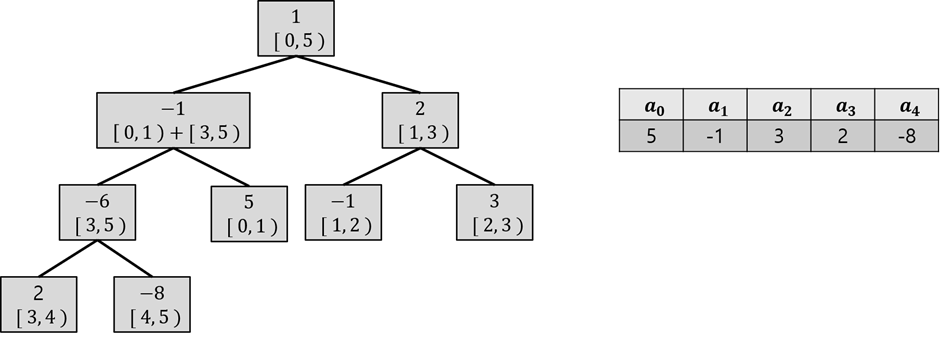 1
[ 0, 5 )
−1
[ 0, 1 ) + [ 3, 5 )
2
[ 1, 3 )
−6
[ 3, 5 )
5
[ 0, 1 )
−1
[ 1, 2 )
3
[ 2, 3 )
2
[ 3, 4 )
−8
[ 4, 5 )
a₀ a₁ a₂ a₃ a₄
5 -1 3 2 -8